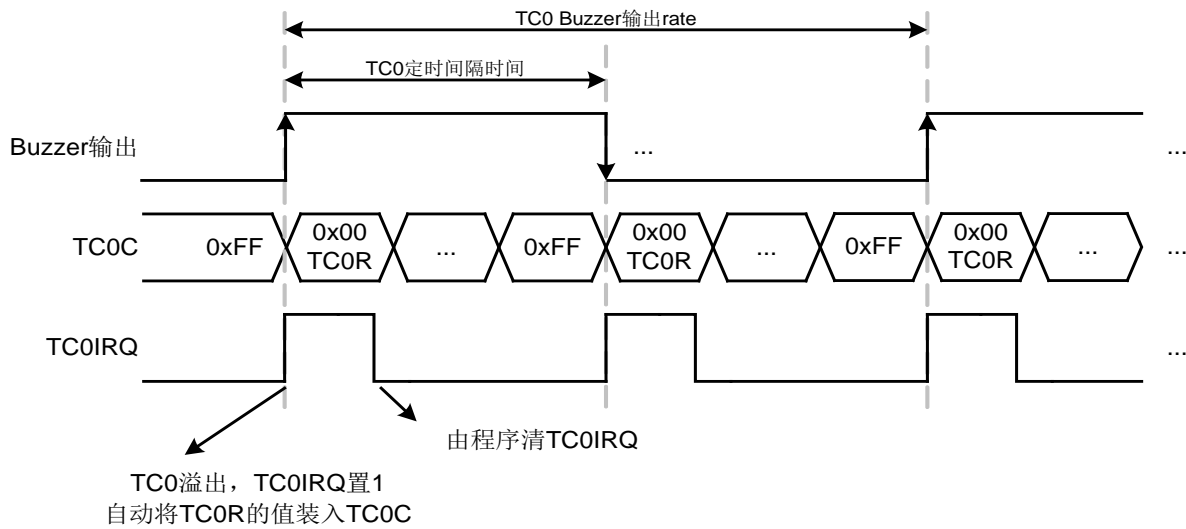 TC0 Buzzer输出rate
TC0定时间隔时间
Buzzer输出
...
...
TC0C
0xFF
0x00
TC0R
...
0xFF
0x00
TC0R
...
0xFF
0x00
TC0R
...
...
TC0IRQ
...
由程序清TC0IRQ
TC0溢出，TC0IRQ置1
自动将TC0R的值装入TC0C